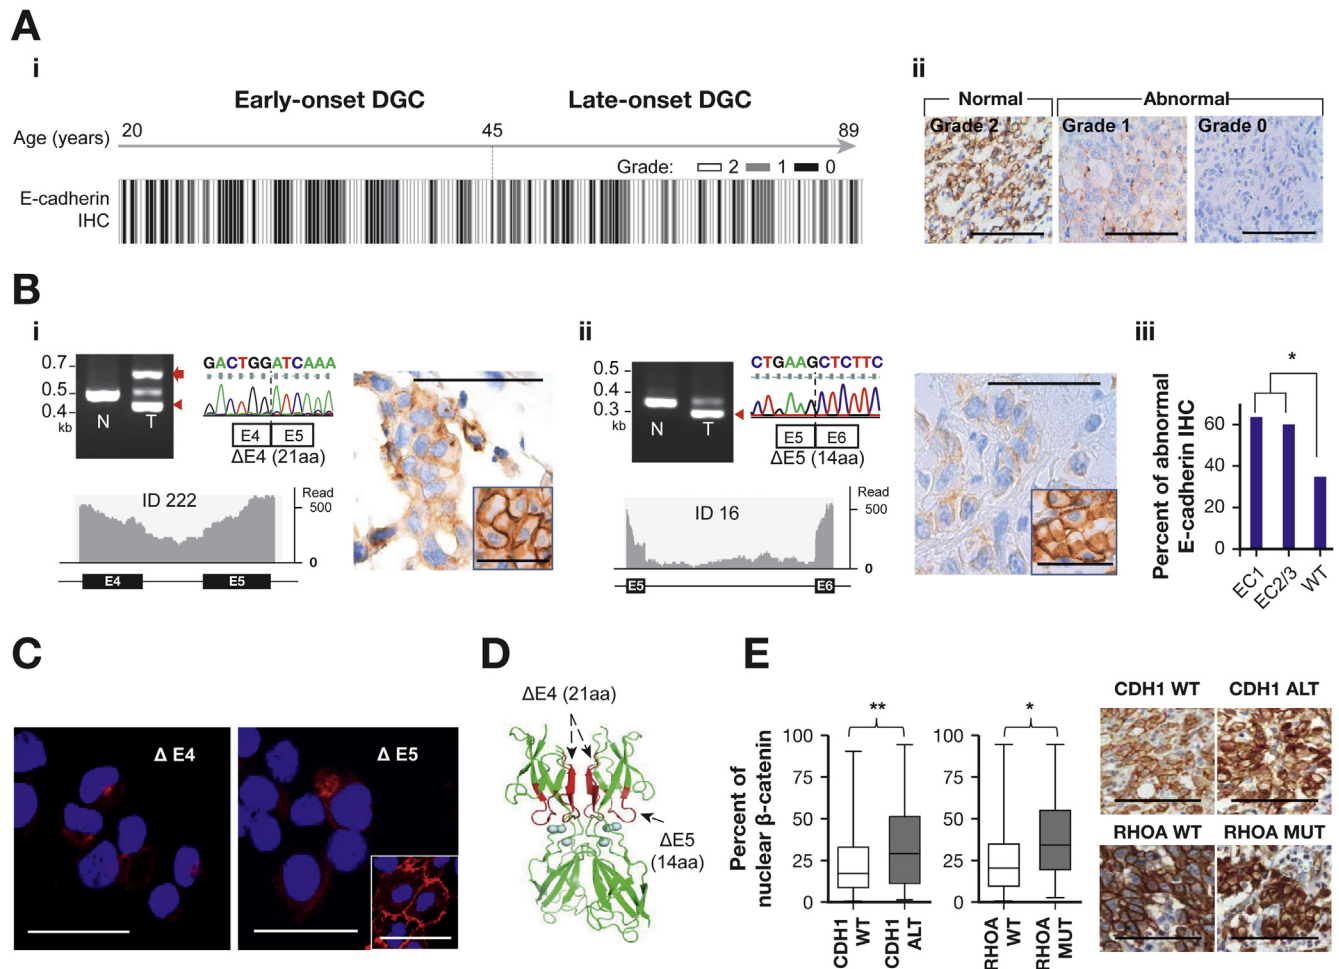 A
i
Early-onset DGC
Late-onset DGC
Age (years)
20
45
89
Grade: 2 1 0
E-cadherin
IHC
ii
Normal
Abnormal
Grade 2
Grade 1
Grade 0
B
i
0.7
0.5
0.4
kb
N
T
GACTGGATCAAA
E4 E5
ΔE4 (21aa)
ID 222
Read
500
0
E4
E5
ii
0.5
0.4
0.3
kb
N
T
CTGAAGCTCTTC
E5 E6
ΔE5 (14aa)
ID 16
Read
500
0
E5
E6
iii
*
Percent of abnormal
E-cadherin IHC
60
40
20
0
EC1
EC2/3
WT
C
Δ E4
Δ E5
D
ΔE4 (21aa)
ΔE5
(14aa)
E
Percent of
nuclear β-catenin
**
100
75
50
25
0
CDH1
WT
CDH1
ALT
*
100
75
50
25
0
RHOA
WT
RHOA
MUT
CDH1 WT
CDH1 ALT
RHOA WT
RHOA MUT